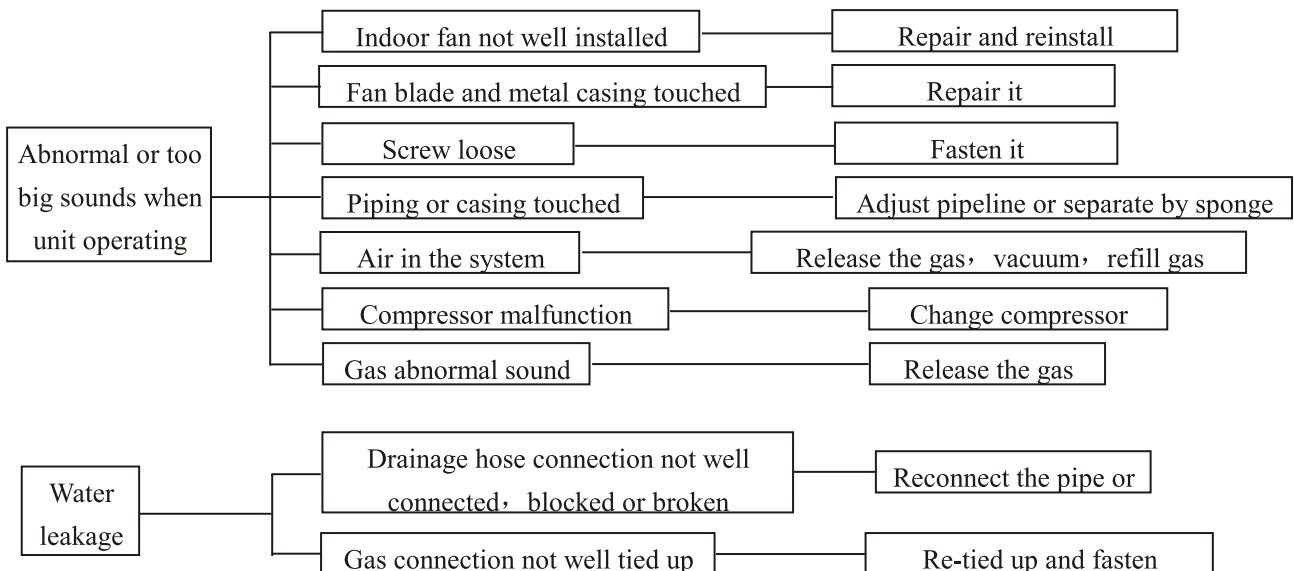 Indoor fan not well installed
Repair and reinstall
Fan blade and metal casing touched
Repair it
Abnormal or too
big sounds when
unit operating
Screw loose
Fasten it
Piping or casing touched
Adjust pipeline or separate by sponge
Air in the system
Release the gas，vacuum，refill gas
Compressor malfunction
Change compressor
Gas abnormal sound
Release the gas
Water
leakage
Drainage hose connection not well
connected，blocked or broken
Reconnect the pipe or
Gas connection not well tied up
Re-tied up and fasten